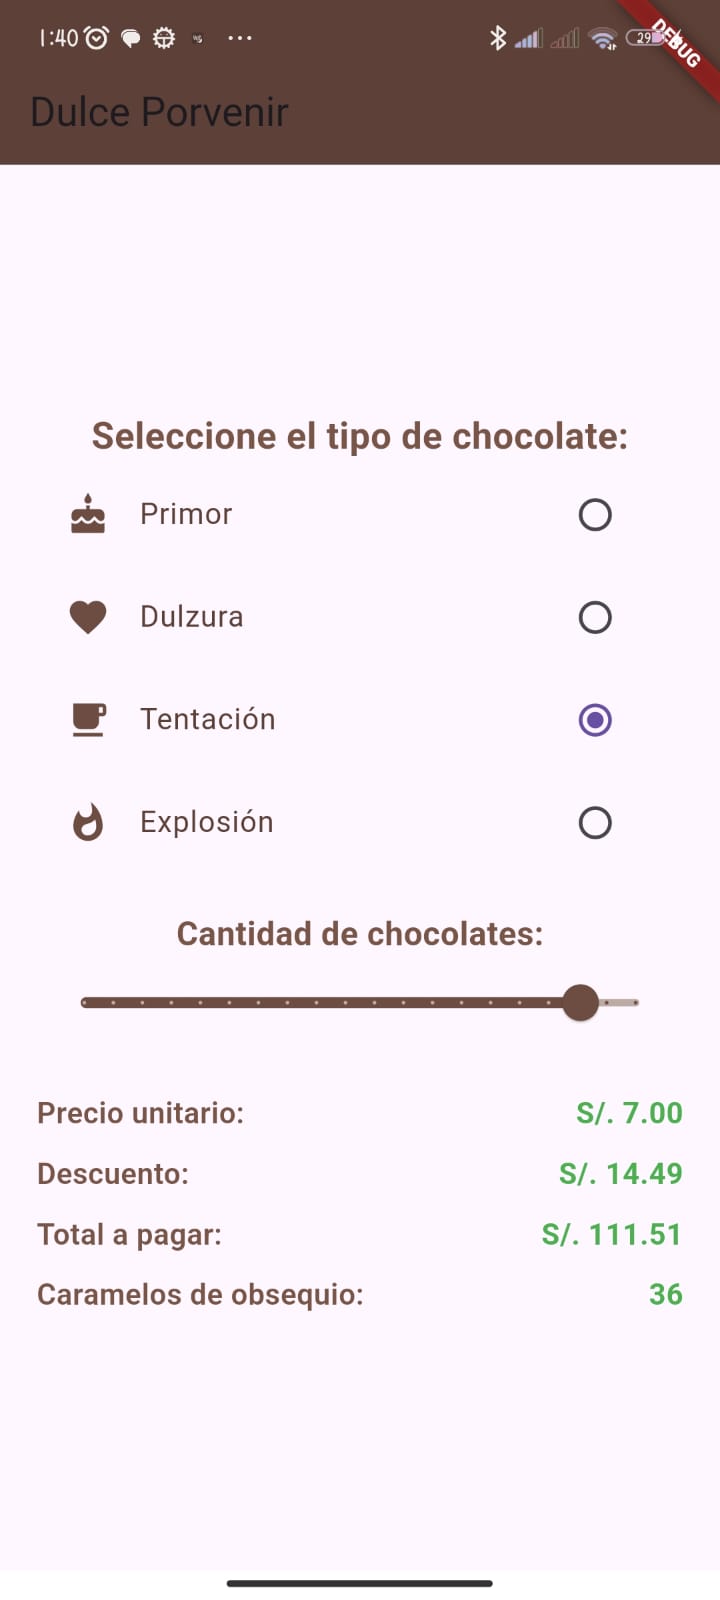 1:40
29
DEBUG
Dulce Porvenir
Seleccione el tipo de chocolate:
Primor
Dulzura
Tentación
Explosión
Cantidad de chocolates:
Precio unitario: S/. 7.00
Descuento: S/. 14.49
Total a pagar: S/. 111.51
Caramelos de obsequio: 36